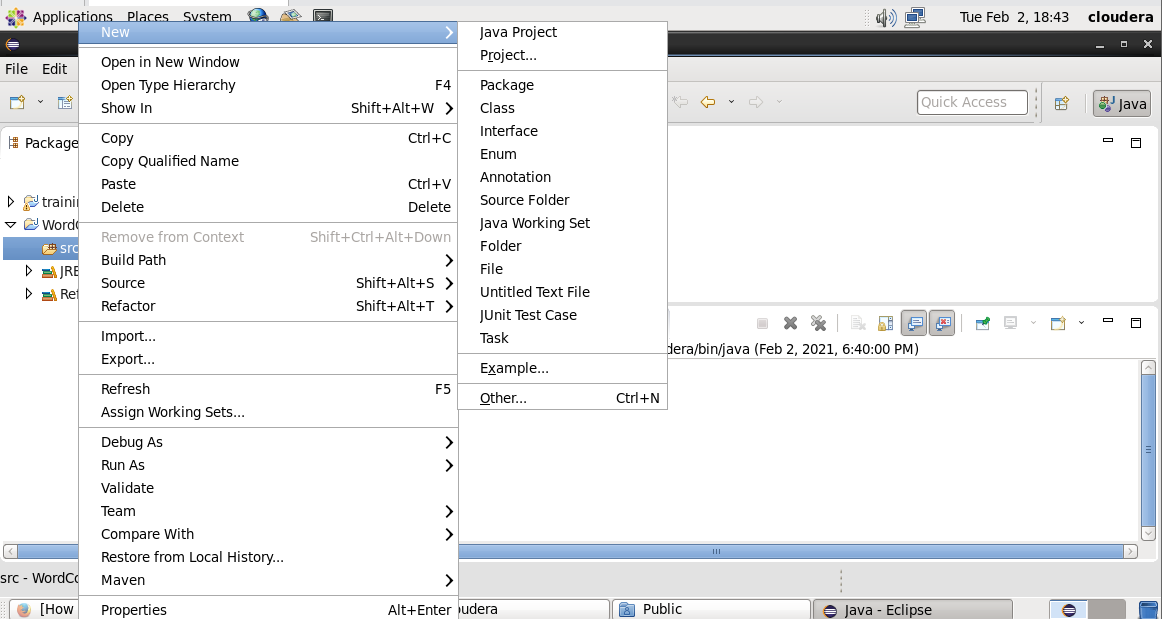 Applications Places System Tue Feb 2, 18:43 cloudera
New
Java Project
File Edit
Open in New Window
Project...
Open Type Hierarchy F4
Package
Show In Shift+Alt+W
Class
Quick Access
Java
Interface
Copy Ctrl+C
Package
Enum
Copy Qualified Name
Annotation
Paste Ctrl+V
Source Folder
Delete Delete
Java Working Set
Remove from Context Shift+Ctrl+Alt+Down
Folder
src
Build Path
File
Source Shift+Alt+S
Untitled Text File
Refactor Shift+Alt+T
JUnit Test Case
Import...
Task
Export...
dera/bin/java (Feb 2, 2021, 6:40:00 PM)
Example...
Refresh F5
Other... Ctrl+N
Assign Working Sets...
Debug As
Run As
Validate
Team
Compare With
Restore from Local History...
Maven
src - WordCo
Properties Alt+Enter
[How
oudera
Public
Java - Eclipse